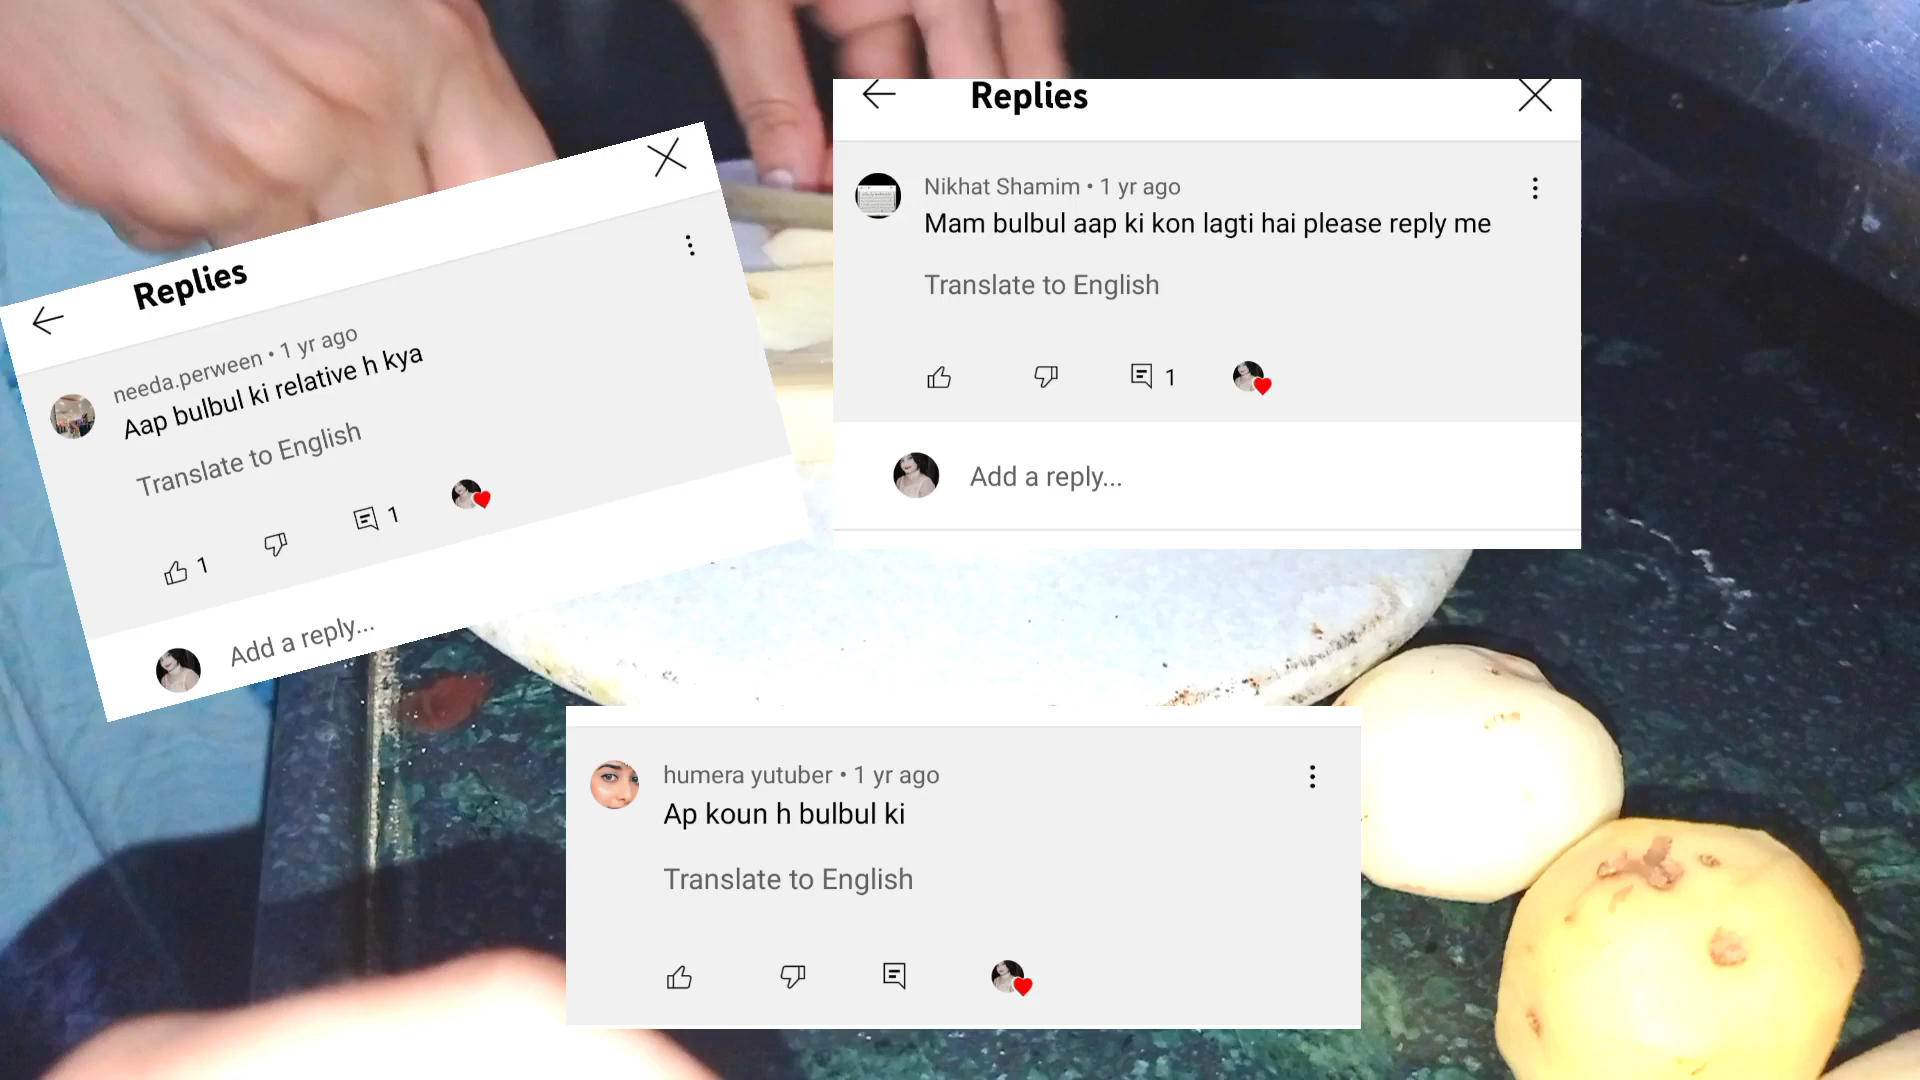 Replies
needa.perween • 1 yr ago
Aap bulbul ki relative h kya
Translate to English
1
1
Add a reply...
Replies
Nikhat Shamim • 1 yr ago
Mam bulbul aap ki kon lagti hai please reply me
Translate to English
1
Add a reply...
humera yutuber • 1 yr ago
Ap koun h bulbul ki
Translate to English